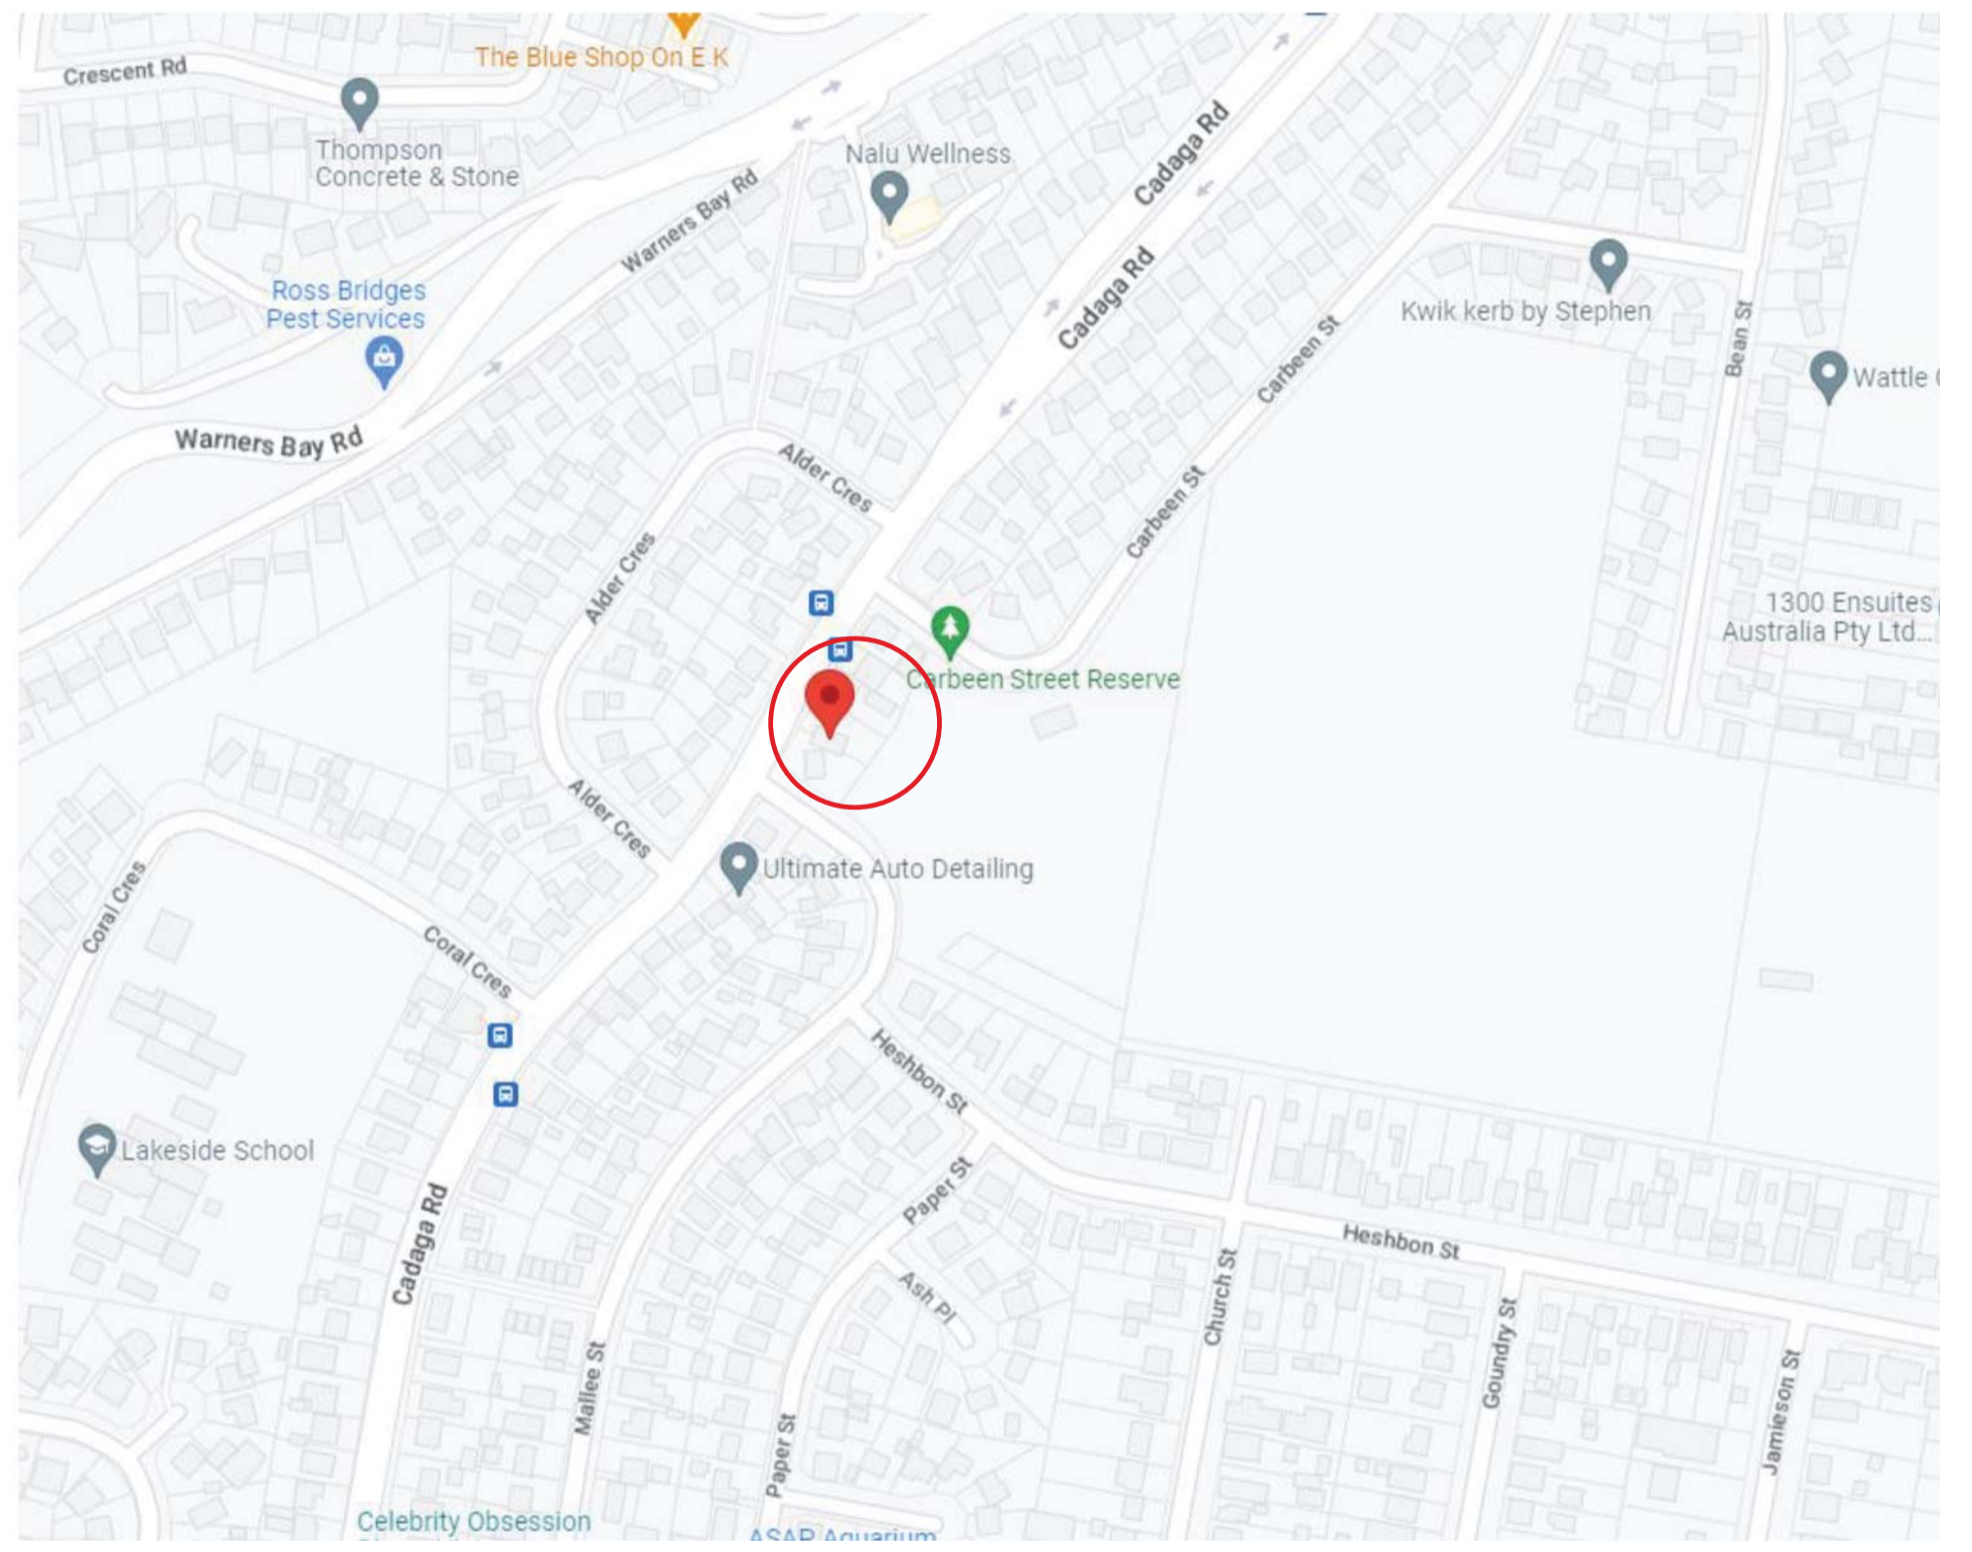 The Blue Shop On E K
Crescent Rd
Thompson
Concrete & Stone
Nalu Wellness
Cadaga Rd
Warners Bay Rd
Cadaga Rd
Ross Bridges
Pest Services
Kwik kerb by Stephen
Bean St
Carbeen St
Wattle
Warners Bay Rd
Alder Cres
Carbeen St
Alder Cres
1300 Ensuites
Australia Pty Ltd...
Carbeen Street Reserve
Alder Cres
Ultimate Auto Detailing
Coral Cres
Coral Cres
Heshbon St
Lakeside School
Paper St
Cadaga Rd
Heshbon St
Ash Pl
Church St
Goundry St
Mallee St
Jamieson St
Paper St
Celebrity Obsession
ASAP Aquarium